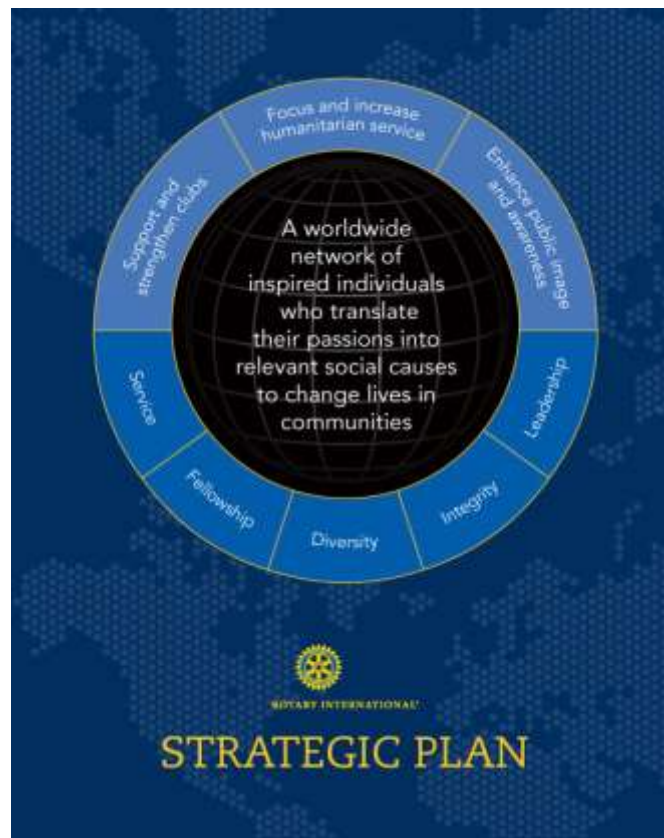 Focus and increase
humanitarian service
Support and
strengthen clubs
Enhance public image
and awareness
A worldwide
network of
inspired individuals
who translate
their passions into
relevant social causes
to change lives in
communities
Service
Fellowship
Diversity
Integrity
Leadership
ROTARY INTERNATIONAL®
STRATEGIC PLAN